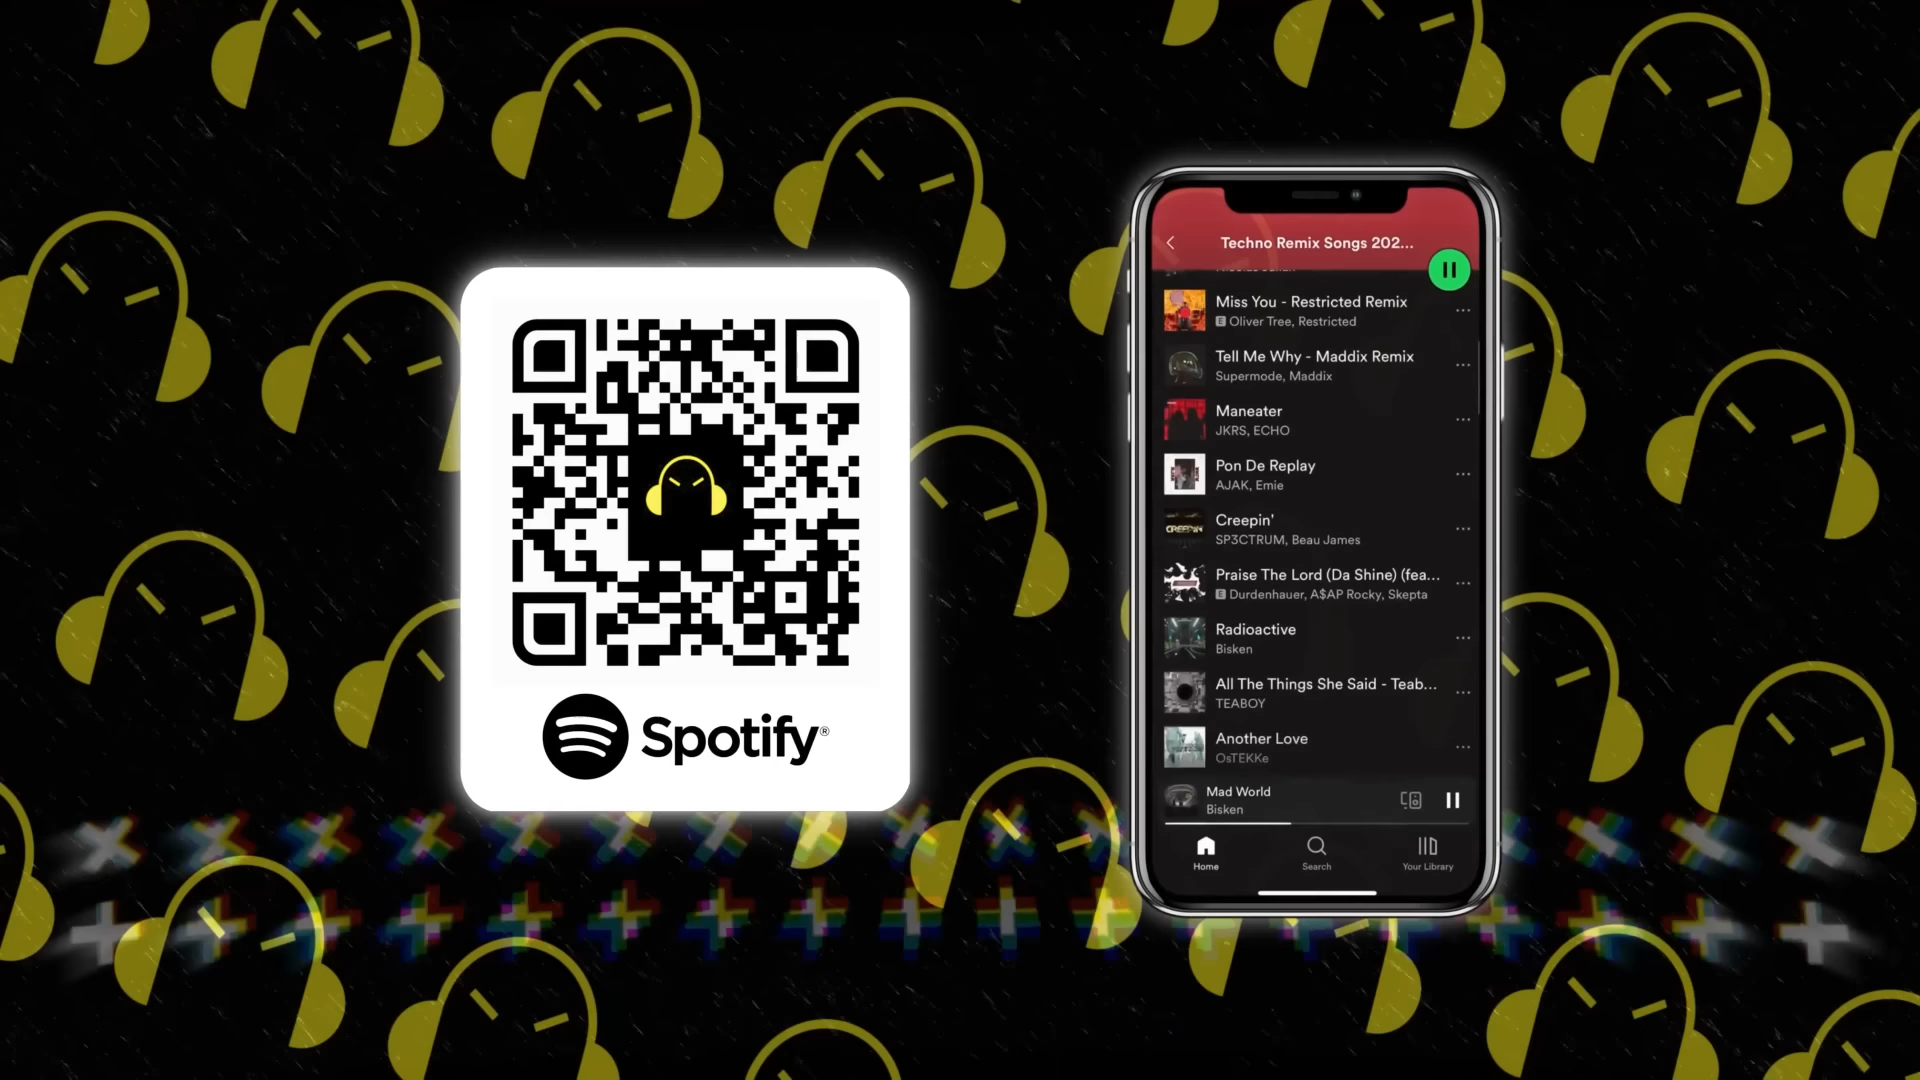 Spotify®
Techno Remix Songs 202...
Miss You - Restricted Remix
E Oliver Tree, Restricted
Tell Me Why - Maddix Remix
Supermode, Maddix
Maneater
JKRS, ECHO
Pon De Replay
AJAK, Emie
CREEPIN'
Creepin'
SP3CTRUM, Beau James
Praise The Lord (Da Shine) (fea...
E Durdenhauer, A$AP Rocky, Skepta
Radioactive
Bisken
All The Things She Said - Teab...
TEABOY
Another Love
OsTEKKe
Mad World
Bisken
Home
Search
Your Library